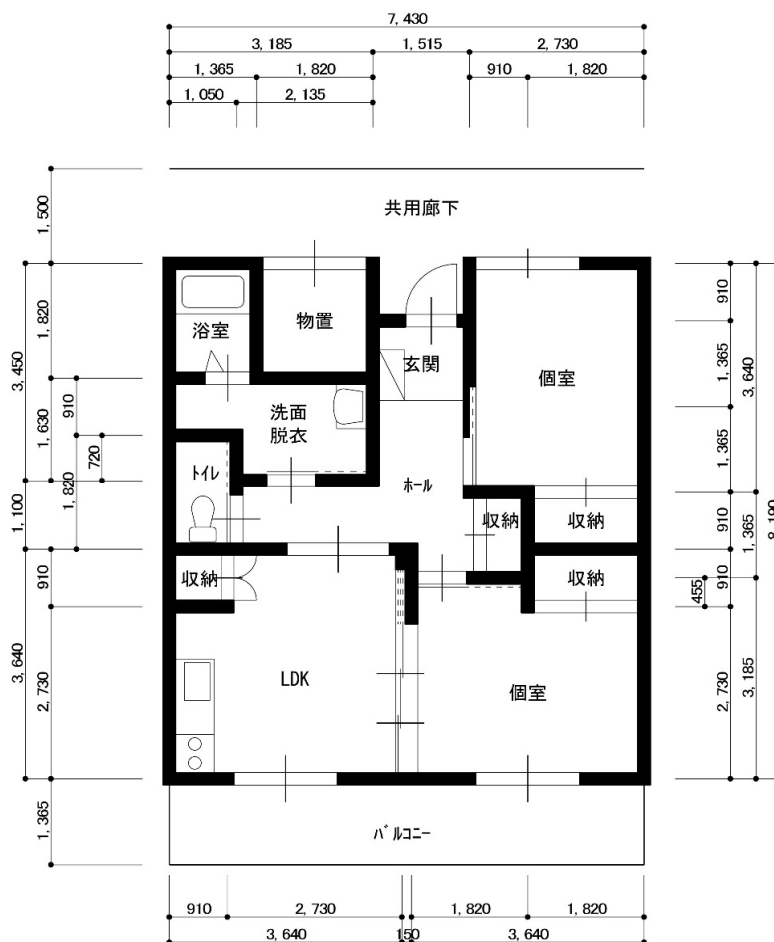 7,430
3,185 1,515 2,730
1,365 1,820 910 1,820
1,050 2,135
共用廊下
1,500
浴室
物置
玄関
個室
洗面
脱衣
トイレ
ホール
収納
収納
収納
収納
LDK
個室
バルコニー
3,450
1,820
1,630
910
720
1,820
1,100
910
3,640
2,730
1,365
910
1,365
3,640
1,365
910
1,365
8,190
910
455
2,730
3,185
910 2,730 1,820 1,820
3,640 150 3,640